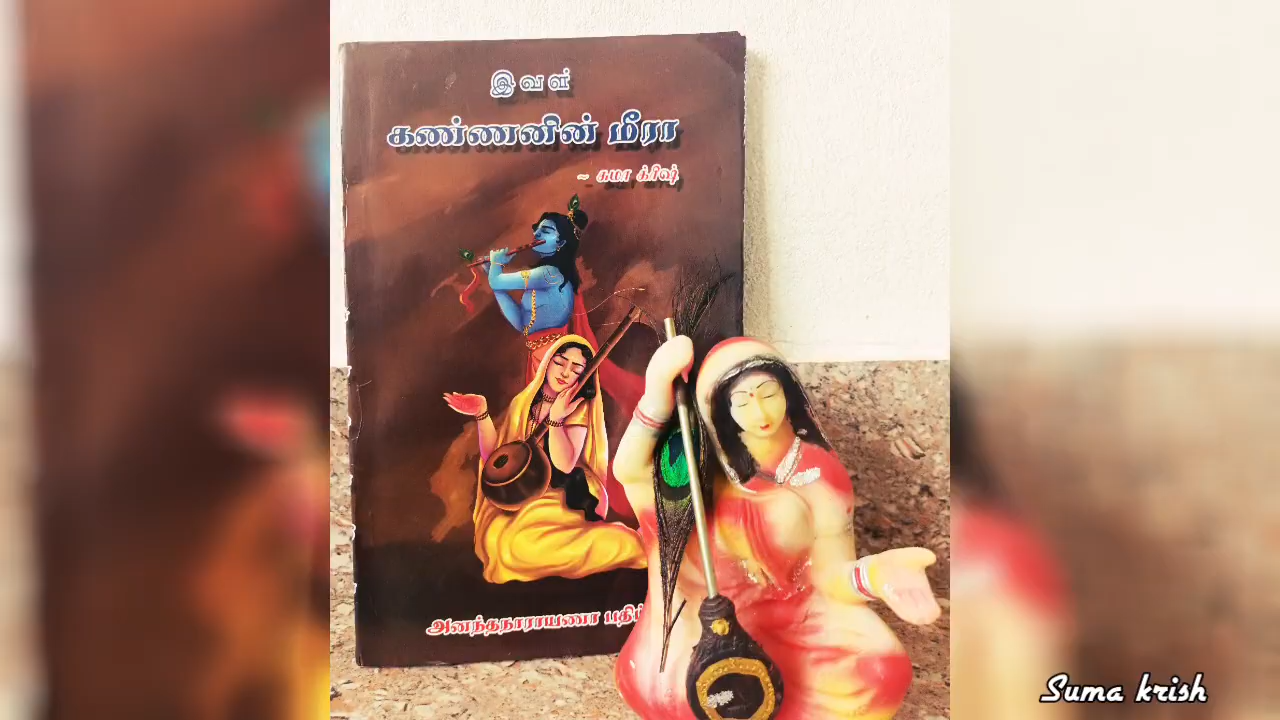 இவள்
கண்ணனின் மீரா
~ சுமா க்ரிஷ்
அனந்தநாராயணா
Suma krish